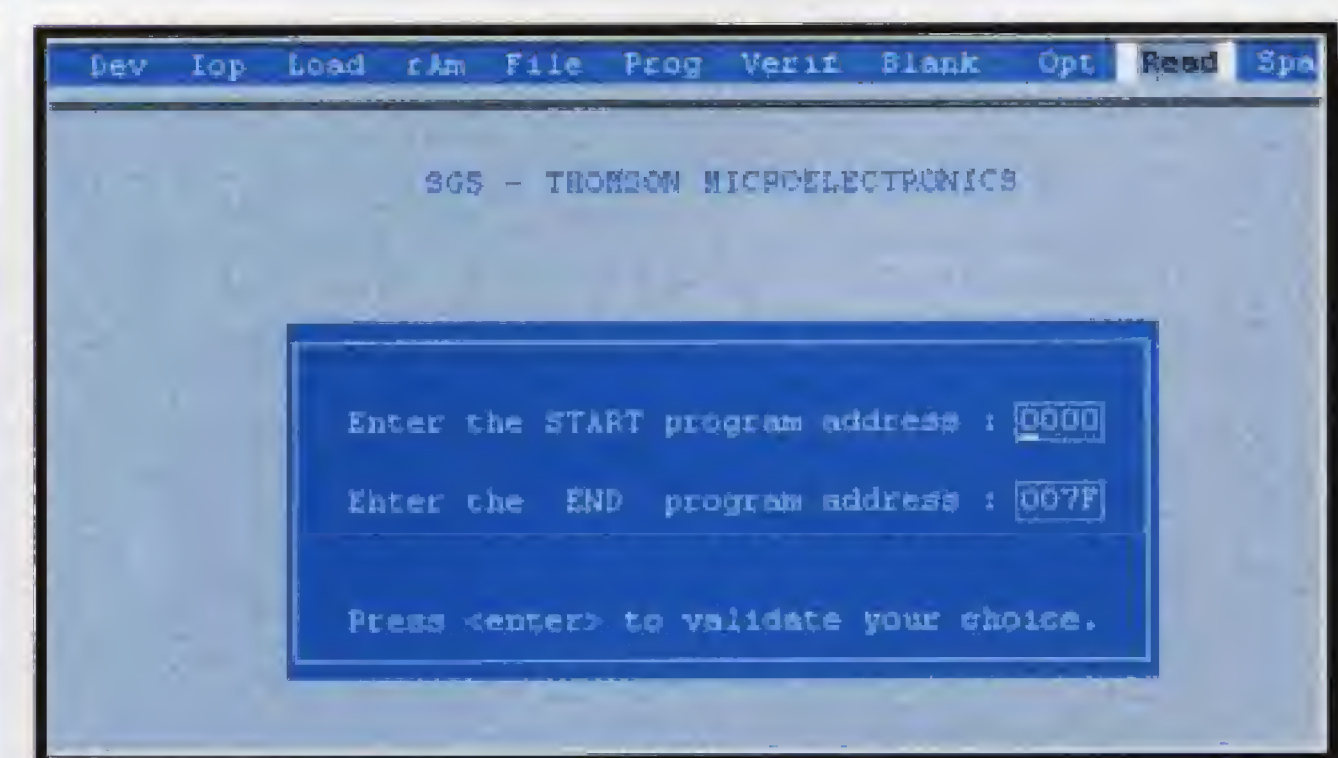 Dev Iop Load rAm File Prog Verif Blank Opt Read Spa
SGS - THOMSON MICROELECTRONICS
Enter the START program address : 0000
Enter the END program address : 007F
Press <enter> to validate your choice.